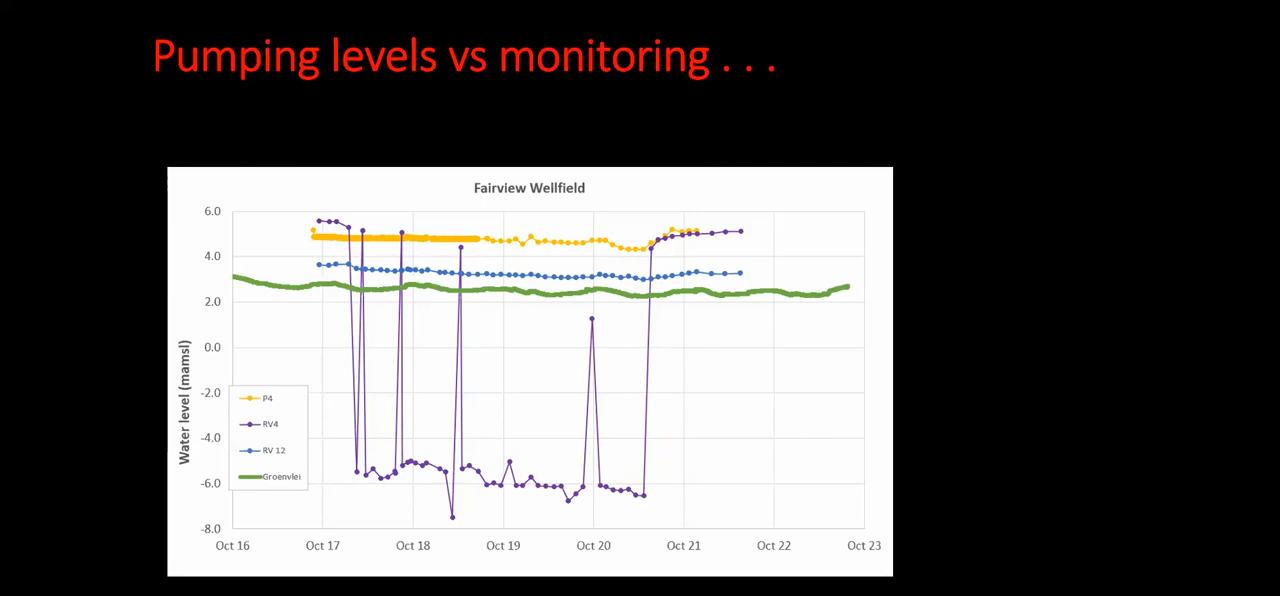 Pumping levels vs monitoring . . .
Fairview Wellfield
Water level (mamsl)
6.0
4.0
2.0
0.0
-2.0
-4.0
-6.0
-8.0
P4
RV4
RV 12
Groenvlei
Oct 16 Oct 17 Oct 18 Oct 19 Oct 20 Oct 21 Oct 22 Oct 23